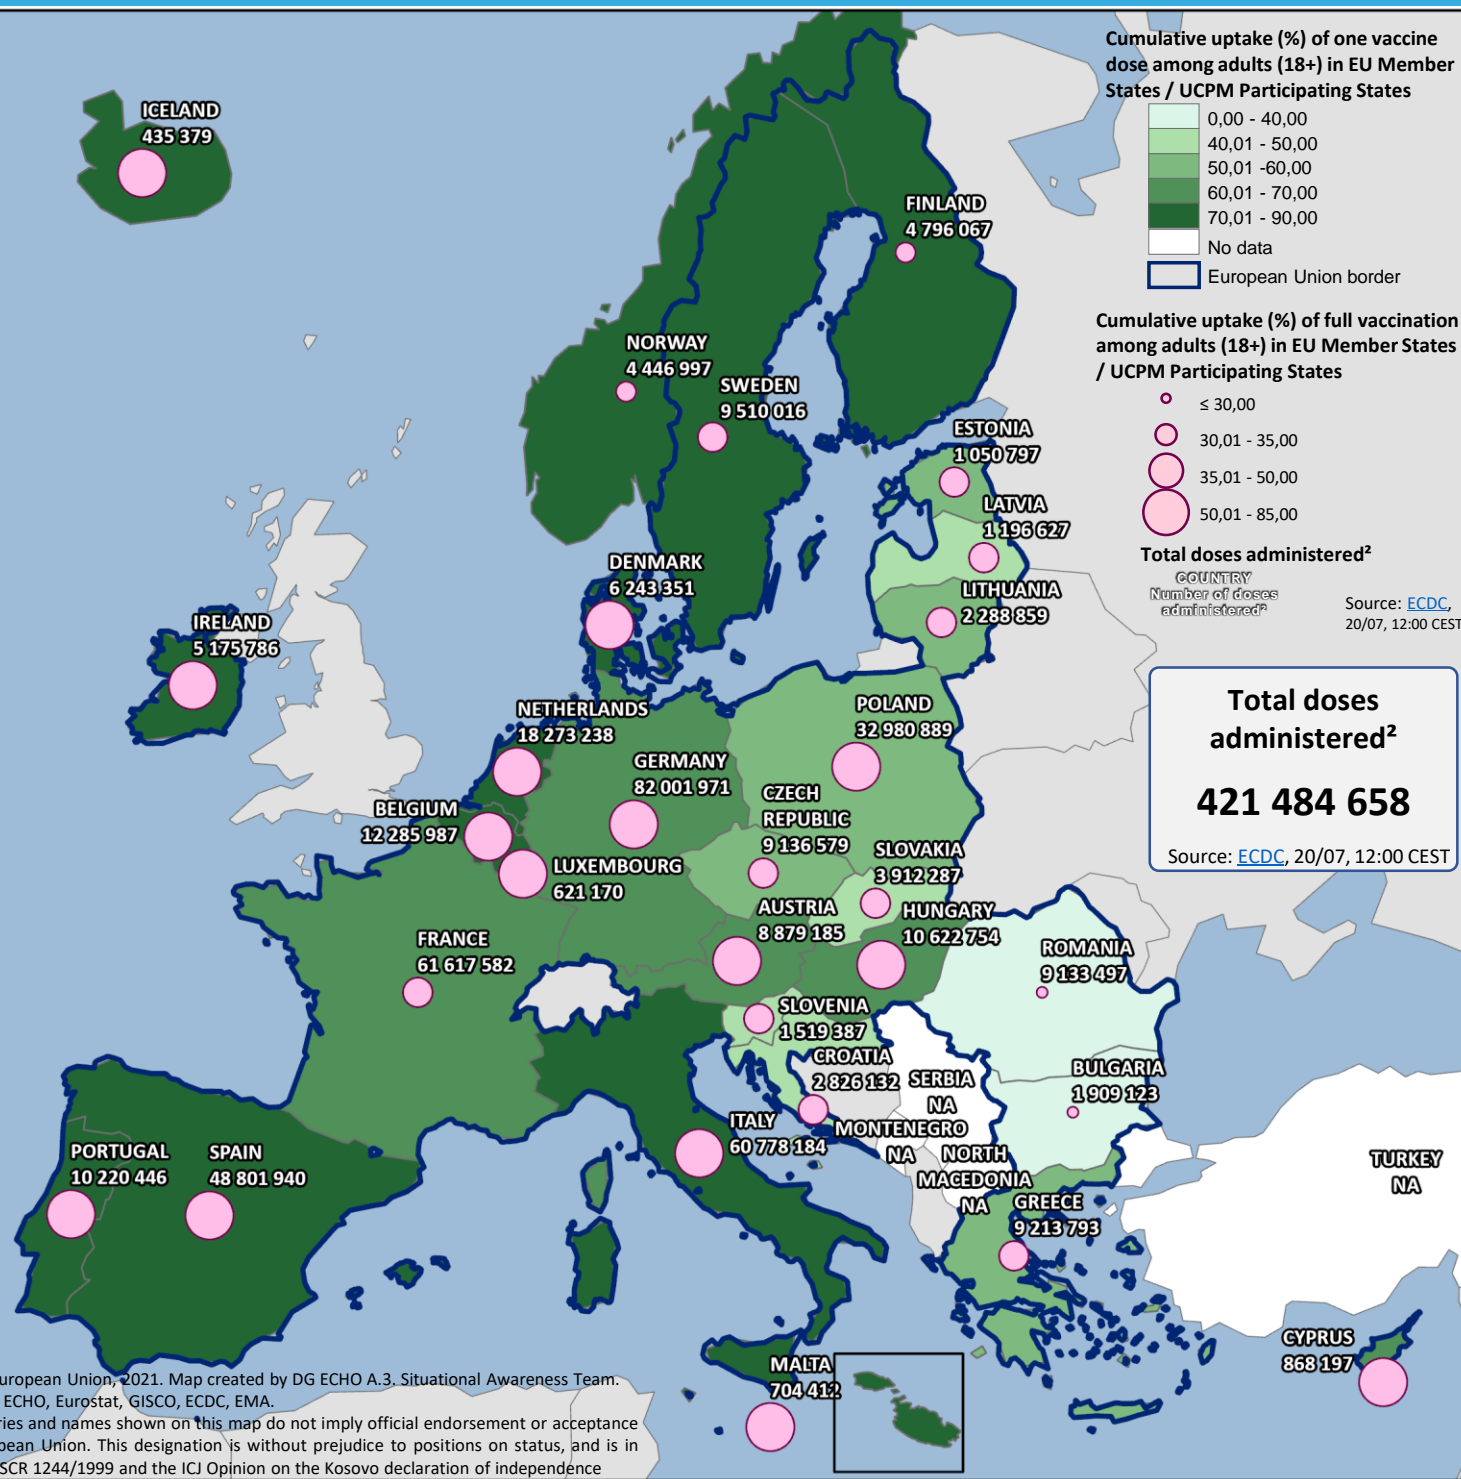 Cumulative uptake (%) of one vaccine
dose among adults (18+) in EU Member
States / UCPM Participating States
0,00 - 40,00
40,01 - 50,00
50,01 -60,00
60,01 - 70,00
70,01 - 90,00
No data
European Union border
Cumulative uptake (%) of full vaccination
among adults (18+) in EU Member States
/ UCPM Participating States
≤ 30,00
30,01 - 35,00
35,01 - 50,00
50,01 - 85,00
Total doses administered²
COUNTRY
Number of doses
administered²
Source: ECDC,
20/07, 12:00 CEST
Total doses
administered²
421 484 658
Source: ECDC, 20/07, 12:00 CEST
ICELAND
435 379
FINLAND
4 796 067
NORWAY
4 446 997
SWEDEN
9 510 016
ESTONIA
1 050 797
LATVIA
1 196 627
LITHUANIA
2 288 859
DENMARK
6 243 351
IRELAND
5 175 786
NETHERLANDS
18 273 238
POLAND
32 980 889
GERMANY
82 001 971
BELGIUM
12 285 987
CZECH
REPUBLIC
9 136 579
LUXEMBOURG
621 170
SLOVAKIA
3 912 287
AUSTRIA
8 879 185
HUNGARY
10 622 754
FRANCE
61 617 582
ROMANIA
9 133 497
SLOVENIA
1 519 387
CROATIA
2 826 132
SERBIA
NA
BULGARIA
1 909 123
ITALY
60 778 184
MONTENEGRO
NA
NORTH
MACEDONIA
NA
PORTUGAL
10 220 446
SPAIN
48 801 940
TURKEY
NA
GREECE
9 213 793
CYPRUS
868 197
MALTA
704 412
uropean Union, 2021. Map created by DG ECHO A.3. Situational Awareness Team.
ECHO, Eurostat, GISCO, ECDC, EMA.
ries and names shown on this map do not imply official endorsement or acceptance
pean Union. This designation is without prejudice to positions on status, and is in
SCR 1244/1999 and the ICJ Opinion on the Kosovo declaration of independence